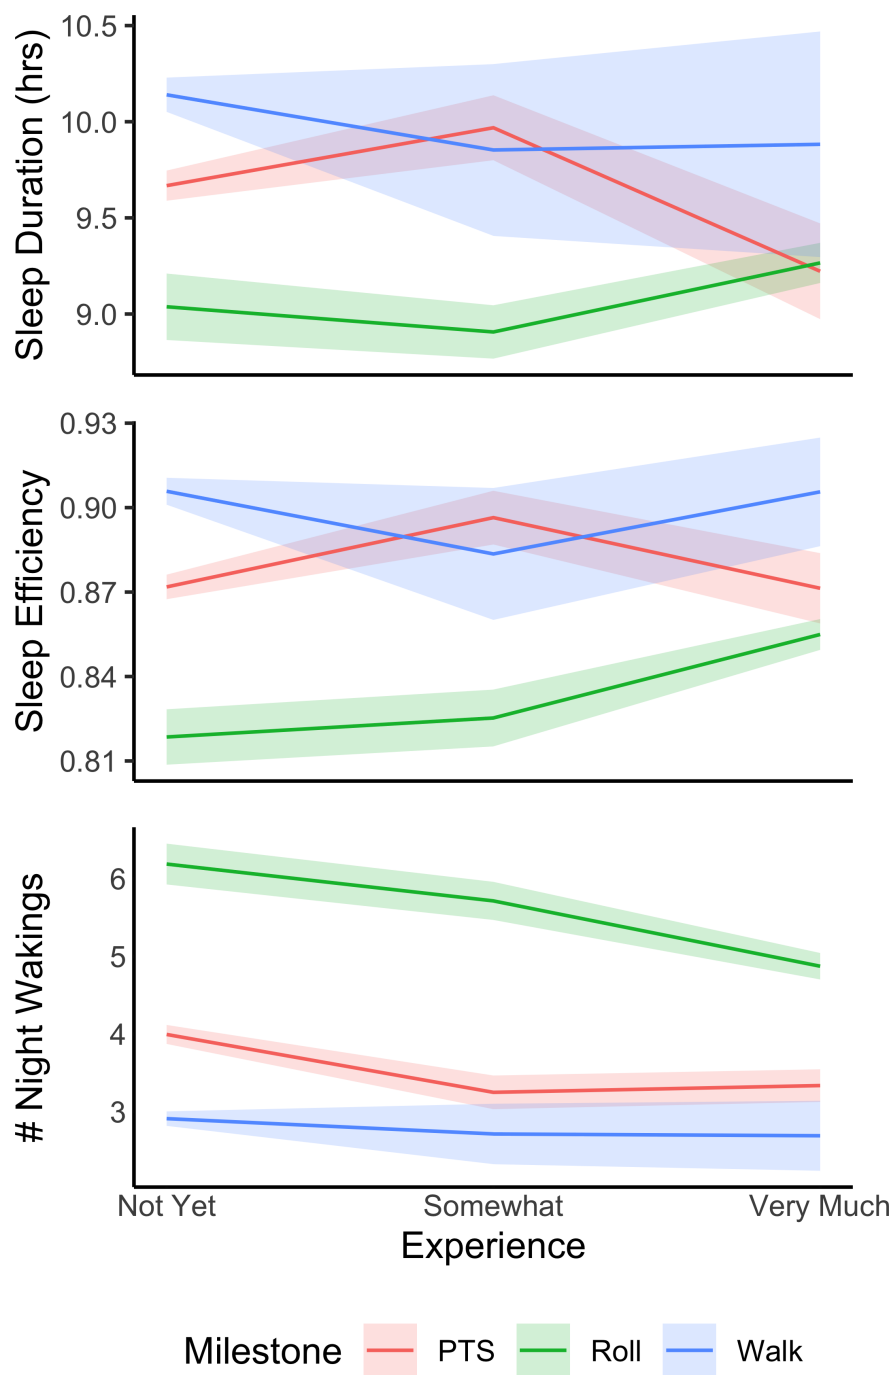 Sleep Duration (hrs)
10.5
10.0
9.5
9.0
Sleep Efficiency
0.93
0.90
0.87
0.84
0.81
# Night Wakings
6
5
4
3
Not Yet Somewhat Very Much
Experience
Milestone PTS Roll Walk